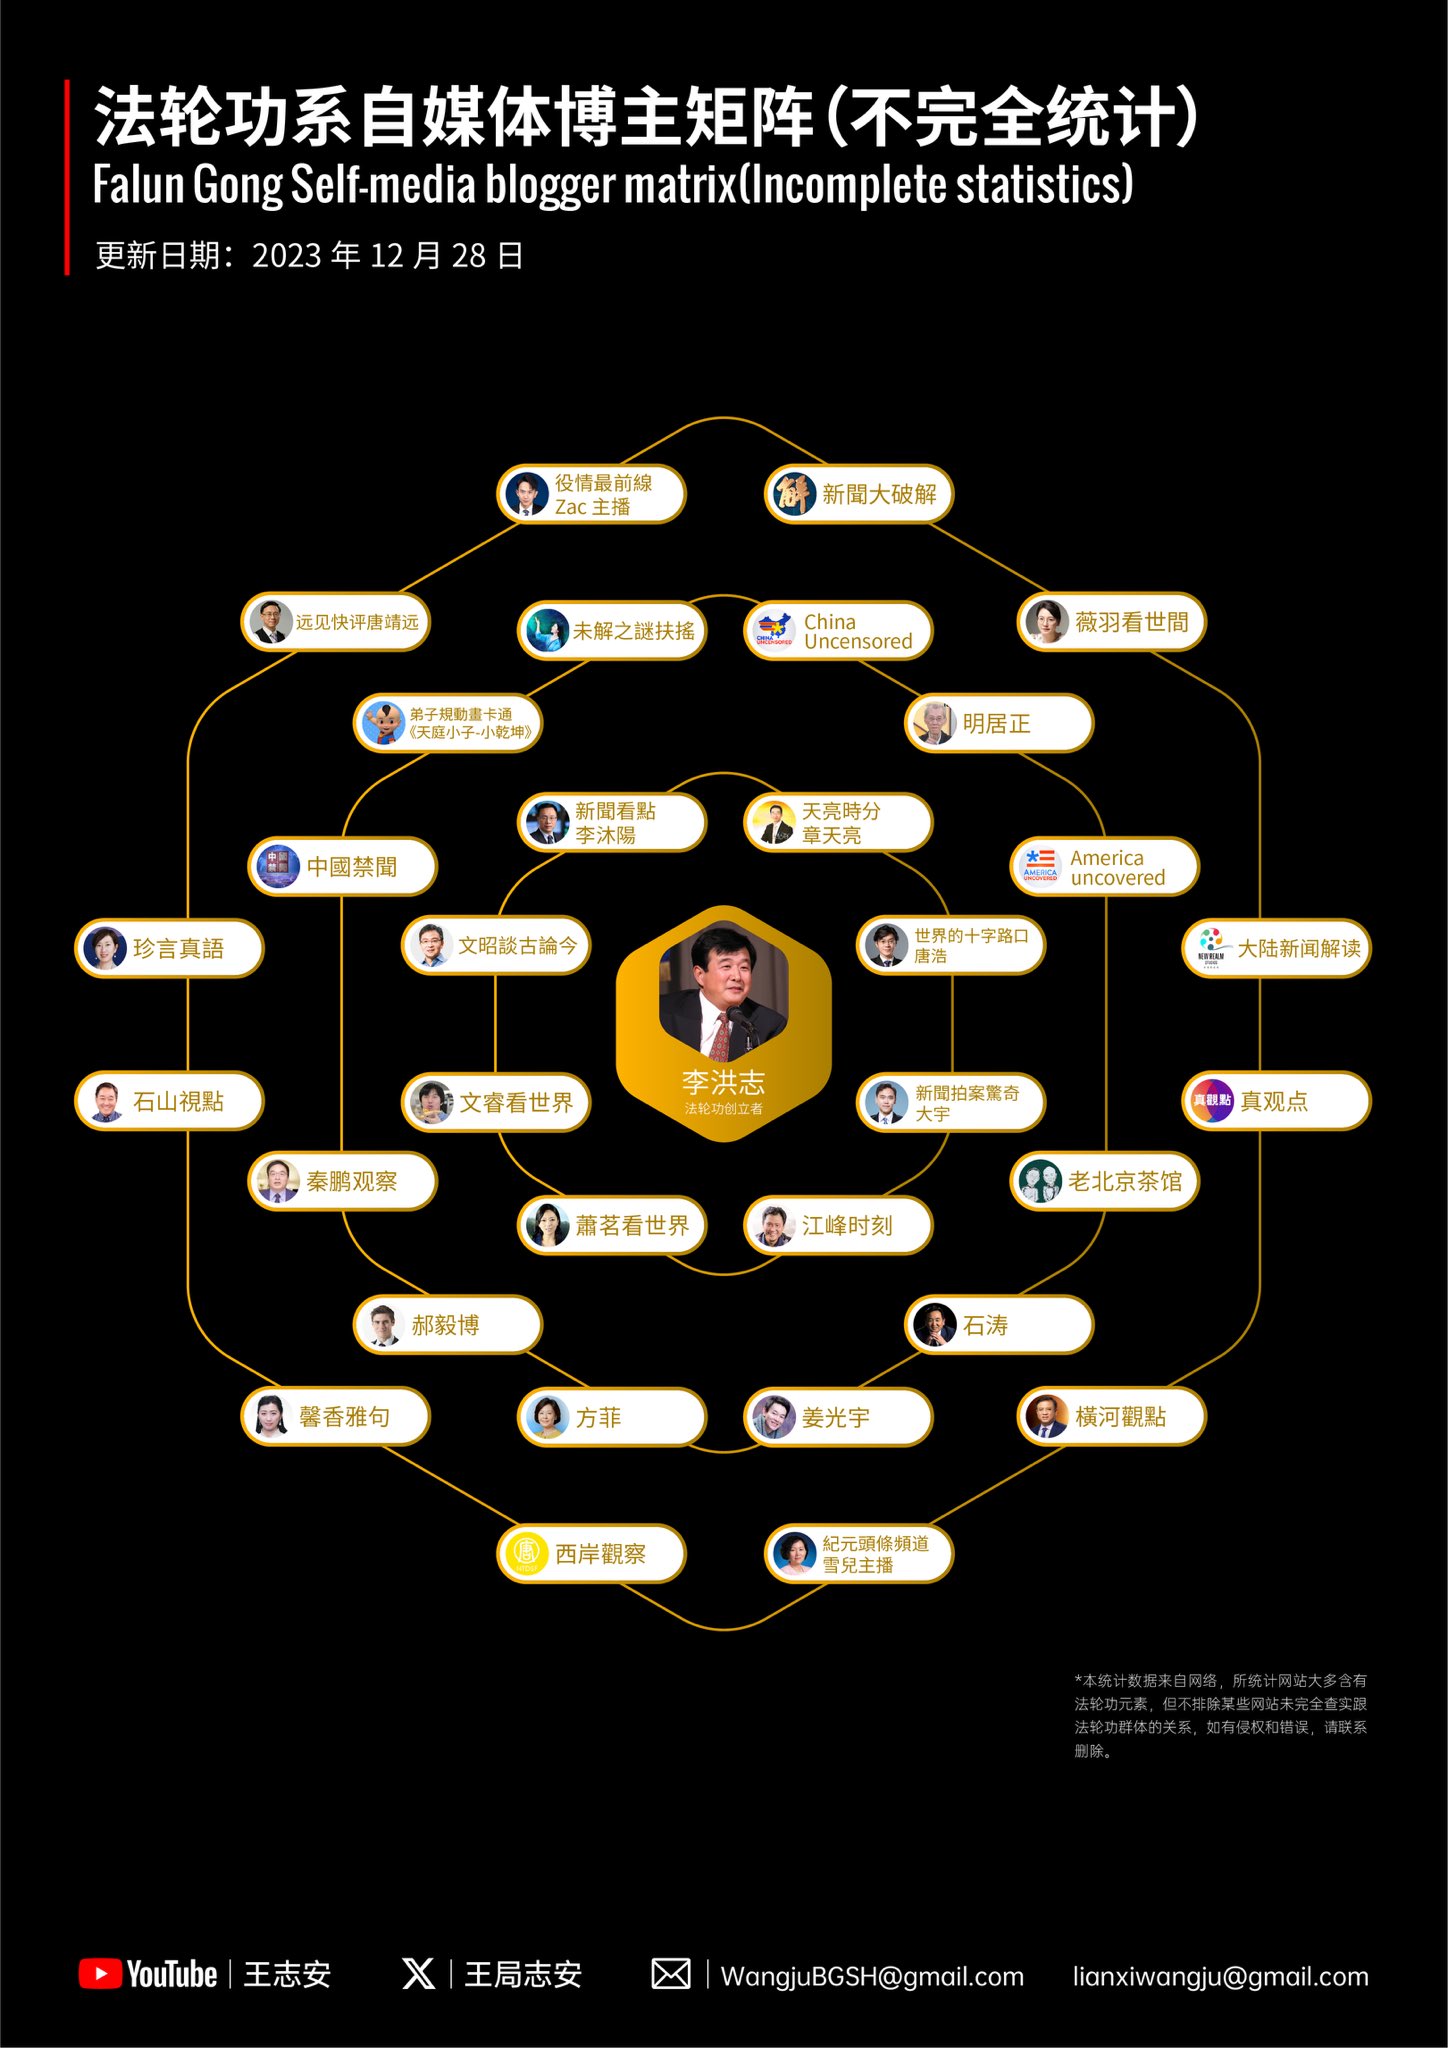 法轮功系自媒体博主矩阵（不完全统计）
Falun Gong Self-media blogger matrix(Incomplete statistics)
更新日期：2023 年 12 月 28 日
役情最前線
Zac 主播
新聞大破解
远见快评唐靖远
未解之謎扶搖
CHINA
UNCENSORED
China
Uncensored
薇羽看世間
弟子規動畫卡通
《天庭小子-小乾坤》
明居正
新聞看點
李沐陽
天亮時分
章天亮
中國
禁聞
中國禁聞
AMERICA
UNCOVERED
America
uncovered
珍言真語
文昭談古論今
世界的十字路口
唐浩
NEW REALM
STUDIOS
大陆新闻解读
李洪志
法轮功创立者
石山視點
文睿看世界
新聞拍案驚奇
大宇
真觀點
真观点
秦鹏观察
老北京茶馆
蕭茗看世界
江峰时刻
郝毅博
石涛
馨香雅句
方菲
姜光宇
橫河觀點
西岸觀察
紀元頭條頻道
雪兒主播
*本统计数据来自网络，所统计网站大多含有
法轮功元素，但不排除某些网站未完全查实跟
法轮功群体的关系，如有侵权和错误，请联系
删除。
YouTube | 王志安
X | 王局志安
WangjuBGSH@gmail.com
lianxiwangju@gmail.com